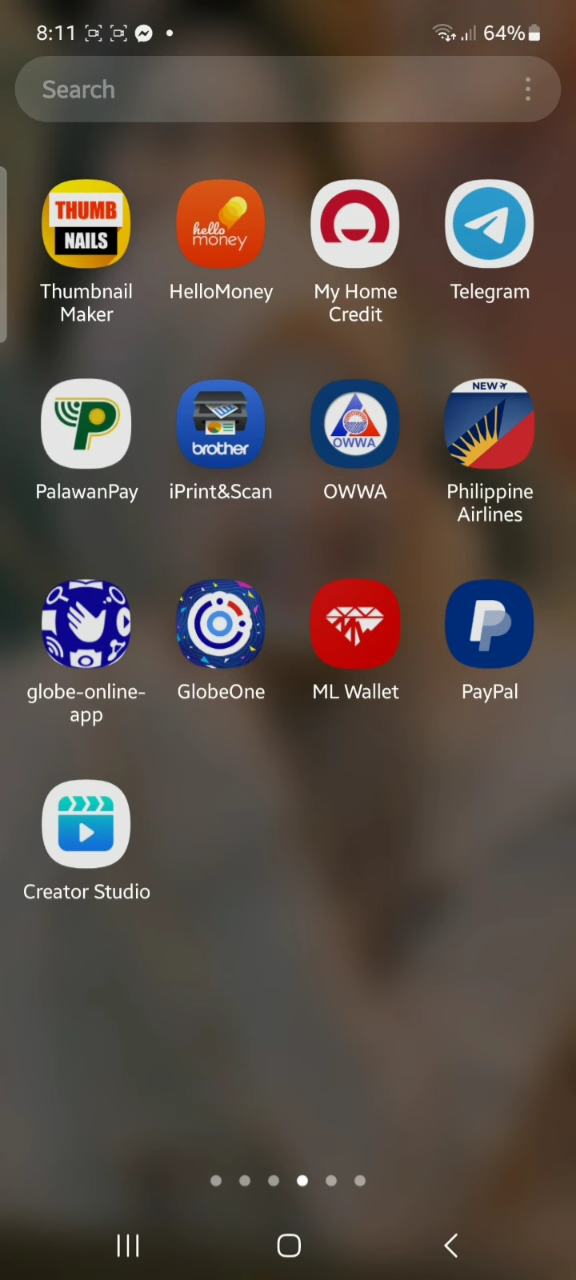 8:11 64%
Search
THUMB
NAILS
hello
money
NEW
brother
OWWA
Thumbnail
Maker
HelloMoney
My Home
Credit
Telegram
PalawanPay
iPrint&Scan
OWWA
Philippine
Airlines
globe-online-
app
GlobeOne
ML Wallet
PayPal
Creator Studio